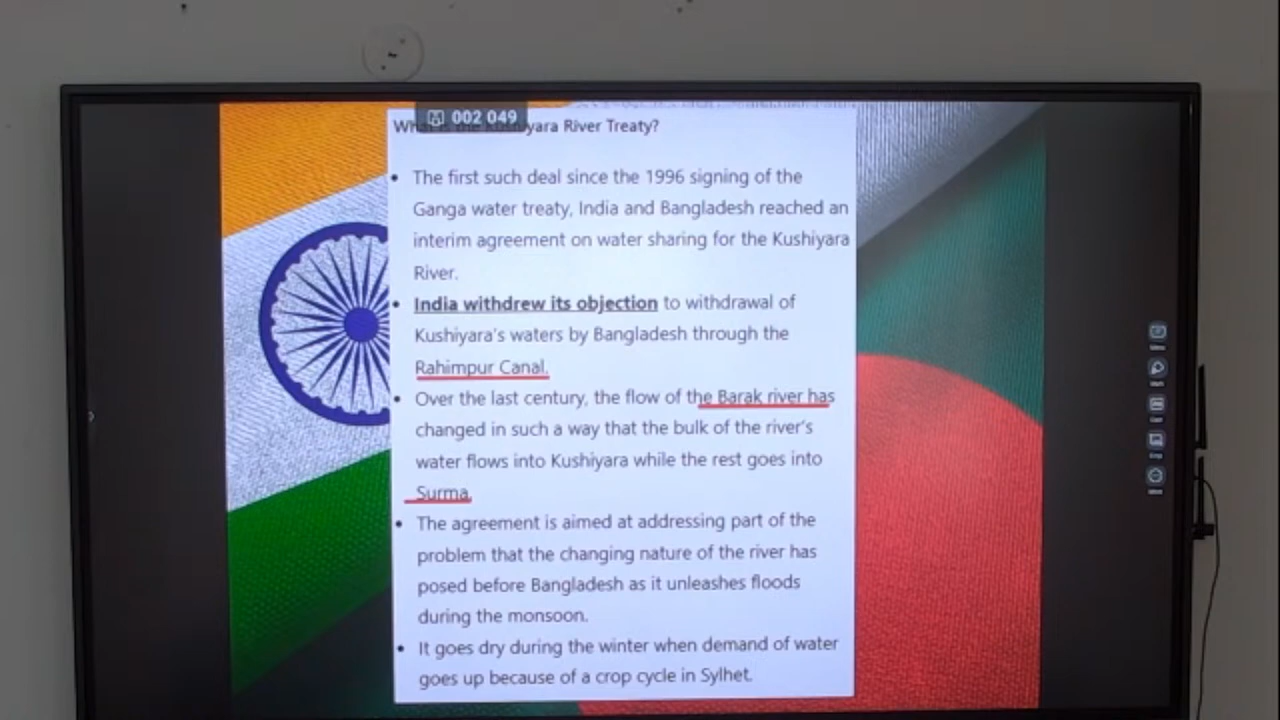 002 049
What is the Kushiyara River Treaty?
• The first such deal since the 1996 signing of the
Ganga water treaty, India and Bangladesh reached an
interim agreement on water sharing for the Kushiyara
River.
• India withdrew its objection to withdrawal of
Kushiyara's waters by Bangladesh through the
Rahimpur Canal.
• Over the last century, the flow of the Barak river has
changed in such a way that the bulk of the river's
water flows into Kushiyara while the rest goes into
Surma.
• The agreement is aimed at addressing part of the
problem that the changing nature of the river has
posed before Bangladesh as it unleashes floods
during the monsoon.
• It goes dry during the winter when demand of water
goes up because of a crop cycle in Sylhet.